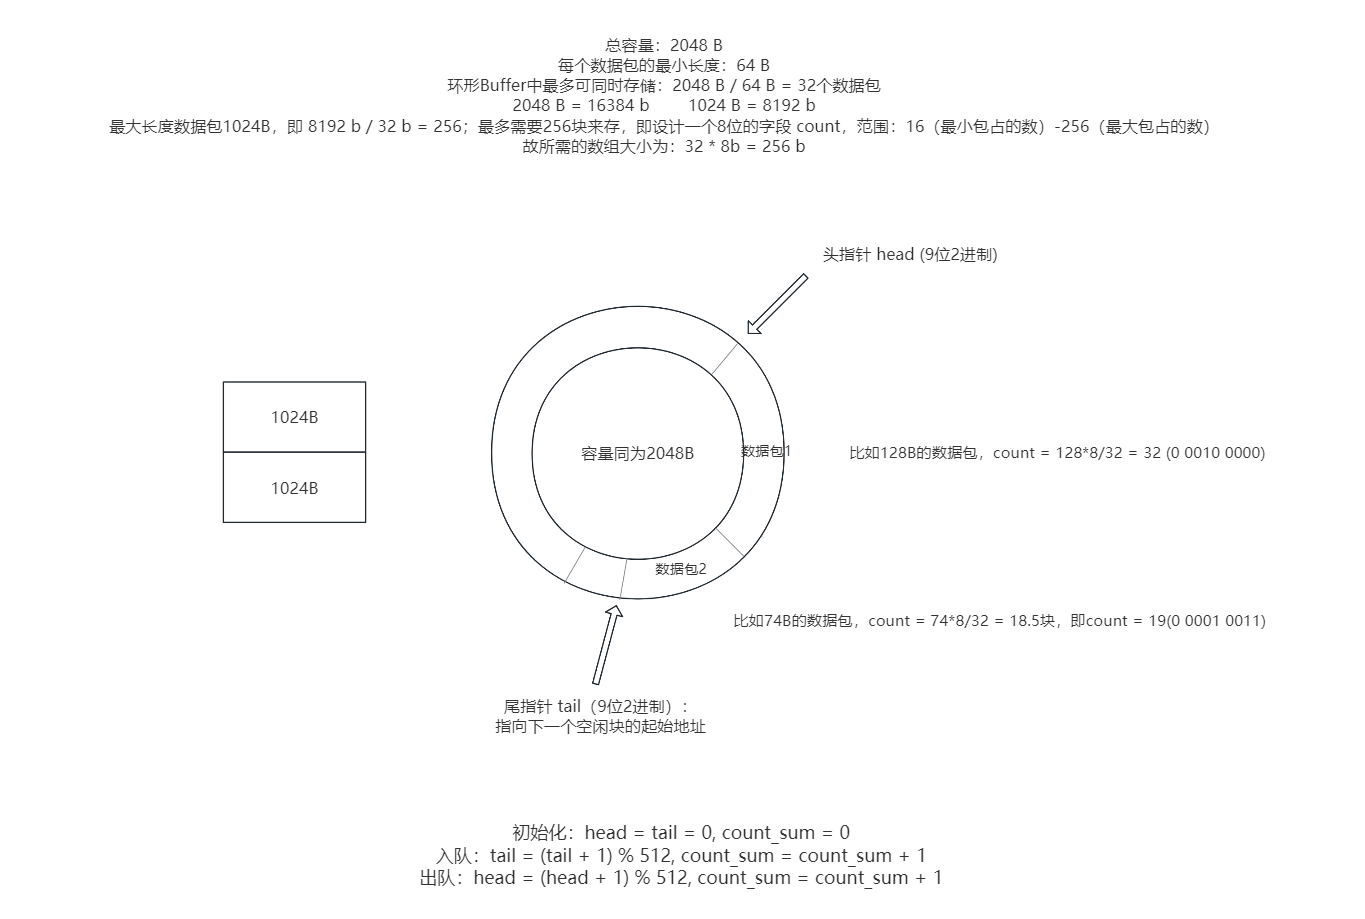 总容量：2048 B
每个数据包的最小长度：64 B
环形Buffer中最多可同时存储：2048 B / 64 B = 32个数据包
2048 B = 16384 b 1024 B = 8192 b
最大长度数据包1024B，即 8192 b / 32 b = 256；最多需要256块来存，即设计一个8位的字段 count，范围：16（最小包占的数）-256（最大包占的数）
故所需的数组大小为：32 * 8b = 256 b
头指针 head (9位2进制)
1024B
1024B
容量同为2048B
数据包1
比如128B的数据包，count = 128*8/32 = 32 (0 0010 0000)
数据包2
比如74B的数据包，count = 74*8/32 = 18.5块，即count = 19(0 0001 0011)
尾指针 tail（9位2进制）：
指向下一个空闲块的起始地址
初始化：head = tail = 0, count_sum = 0
入队：tail = (tail + 1) % 512, count_sum = count_sum + 1
出队：head = (head + 1) % 512, count_sum = count_sum + 1